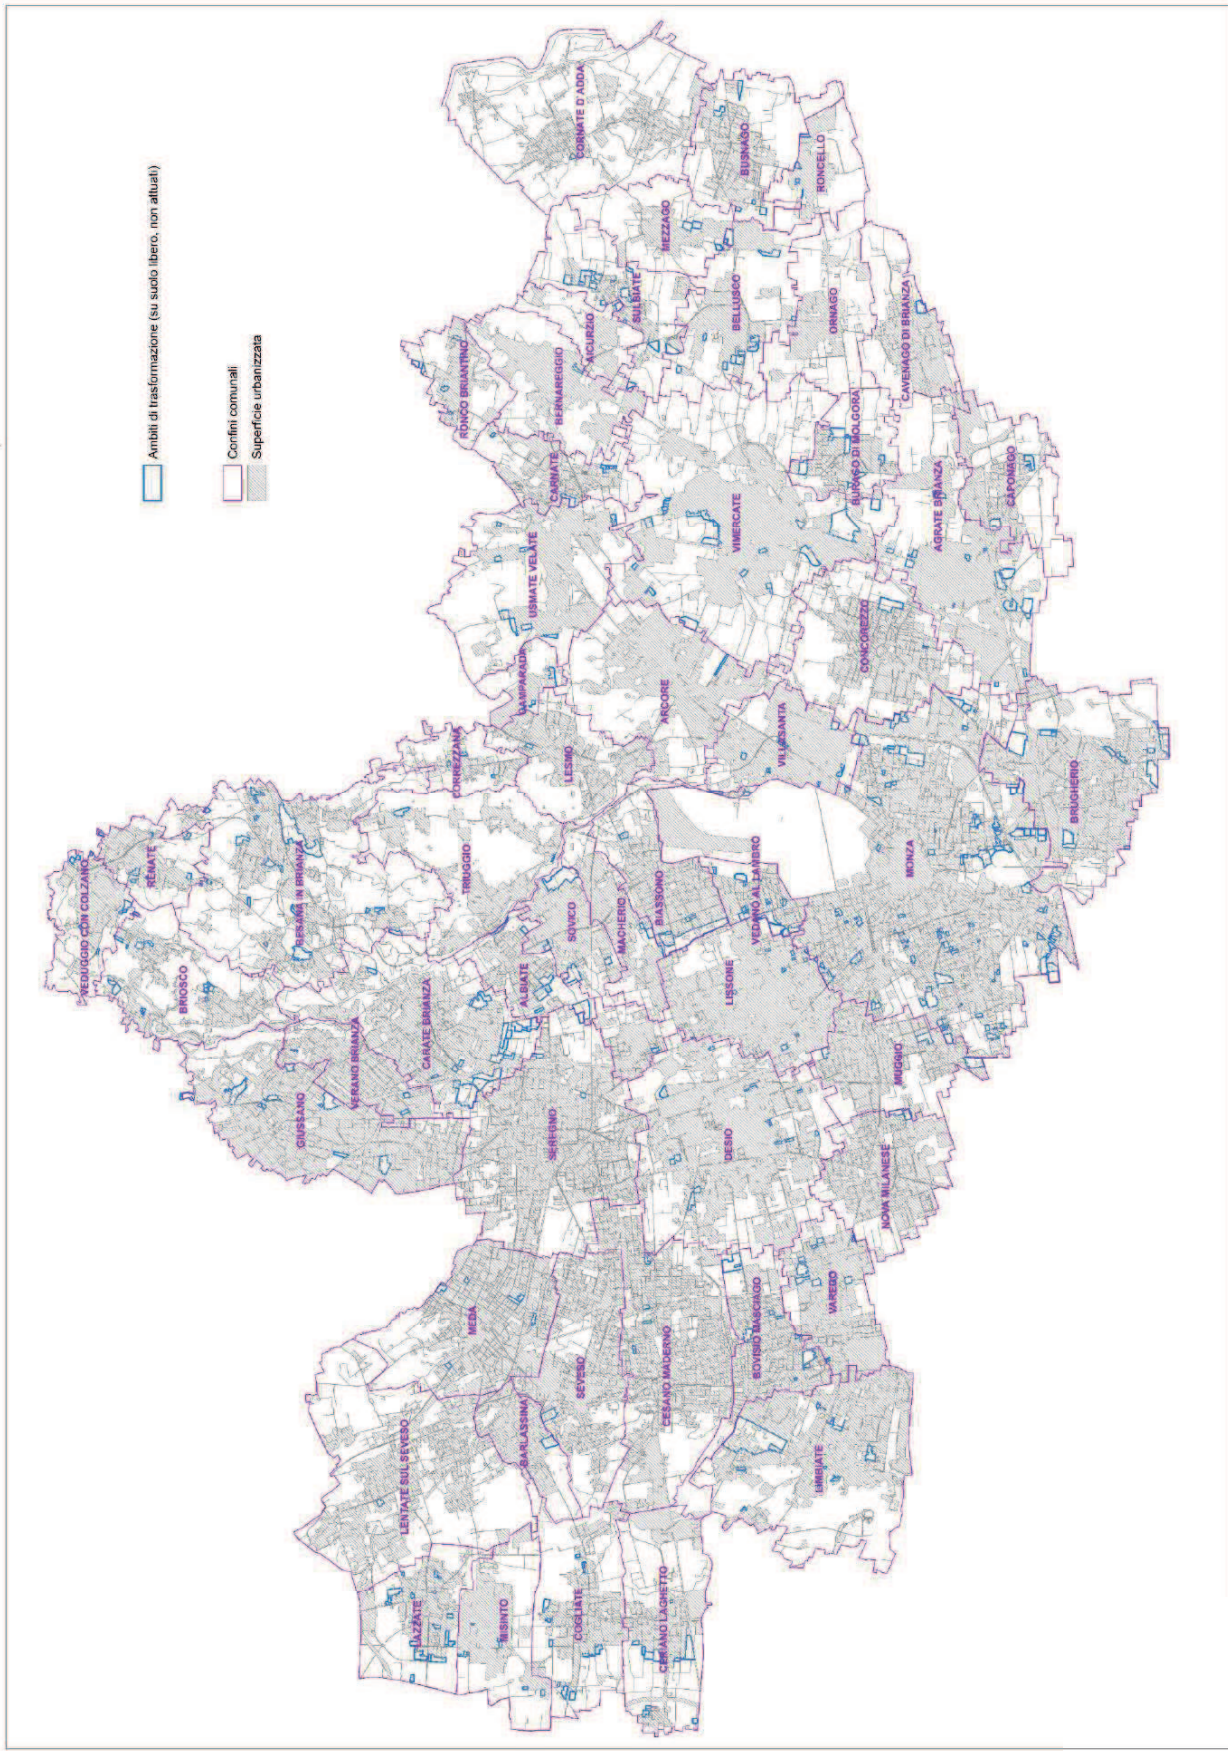 Ambiti di trasformazione (su suolo libero, non attuati)
Confini comunali
Superficie urbanizzata
VEDUGGIO CON COLZANO
RENATE
BRIOSCO
BESANA IN BRIANZA
GIUSSANO
VERANO BRIANZA
CARATE BRIANZA
TRIUGGIO
CORREZZANA
RONCO BRIANTINO
BERNAREGGIO
AICURZIO
CARNATE
USMATE VELATE
CAMPARADA
LESMO
ARCORE
CORNATE D'ADDA
MEZZAGO
BUSNAGO
RONCELLO
SULBIATE
BELLUSCO
ORNAGO
CAVENAGO DI BRIANZA
VIMERCATE
BURAGO DI MOLGORA
AGRATE BRIANZA
CAPONAGO
CONCOREZZO
VILLASANTA
ALBIATE
SOVICO
MACHERIO
BIASSONO
VEDANO AL LAMBRO
LISSONE
MONZA
BRUGHERIO
SEREGNO
DESIO
MUGGIO
NOVA MILANESE
MEDA
SEVESO
CESANO MADERNO
BOVISIO MASCIAGO
VAREDO
LENTATE SUL SEVESO
BARLASSINA
LIMBIATE
LAZZATE
MISINTO
COGLIATE
CERIANO LAGHETTO